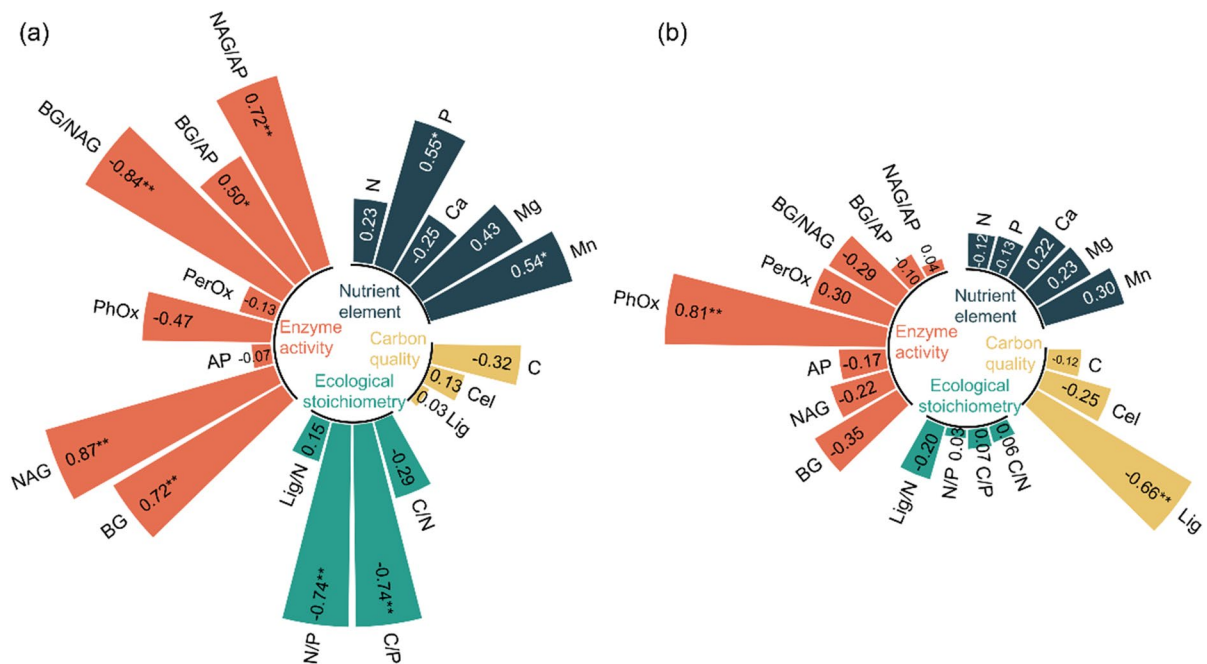 (a)
NAG/AP
0.72**
BG/AP
0.50*
BG/NAG
-0.84**
PerOx
-0.13
PhOx
-0.47
AP
-0.07
NAG
0.87**
BG
0.72**
N
0.23
P
0.55*
Ca
-0.25
Mg
0.43
Mn
0.54*
Nutrient
element
Enzyme
activity
Carbon
quality
Ecological
stoichiometry
-0.32
C
0.13
Cel
0.03
Lig
Lig/N
0.15
N/P
-0.74**
C/P
-0.74**
C/N
-0.29
(b)
NAG/AP
0.04
BG/AP
-0.10
BG/NAG
-0.29
PerOx
0.30
PhOx
0.81**
AP
-0.17
NAG
-0.22
BG
-0.35
N
-0.12
P
-0.13
Ca
0.22
Mg
0.23
Mn
0.30
Nutrient
element
Enzyme
activity
Carbon
quality
Ecological
stoichiometry
-0.12
C
-0.25
Cel
-0.66**
Lig
Lig/N
-0.20
N/P
0.03
C/P
0.07
C/N
0.06